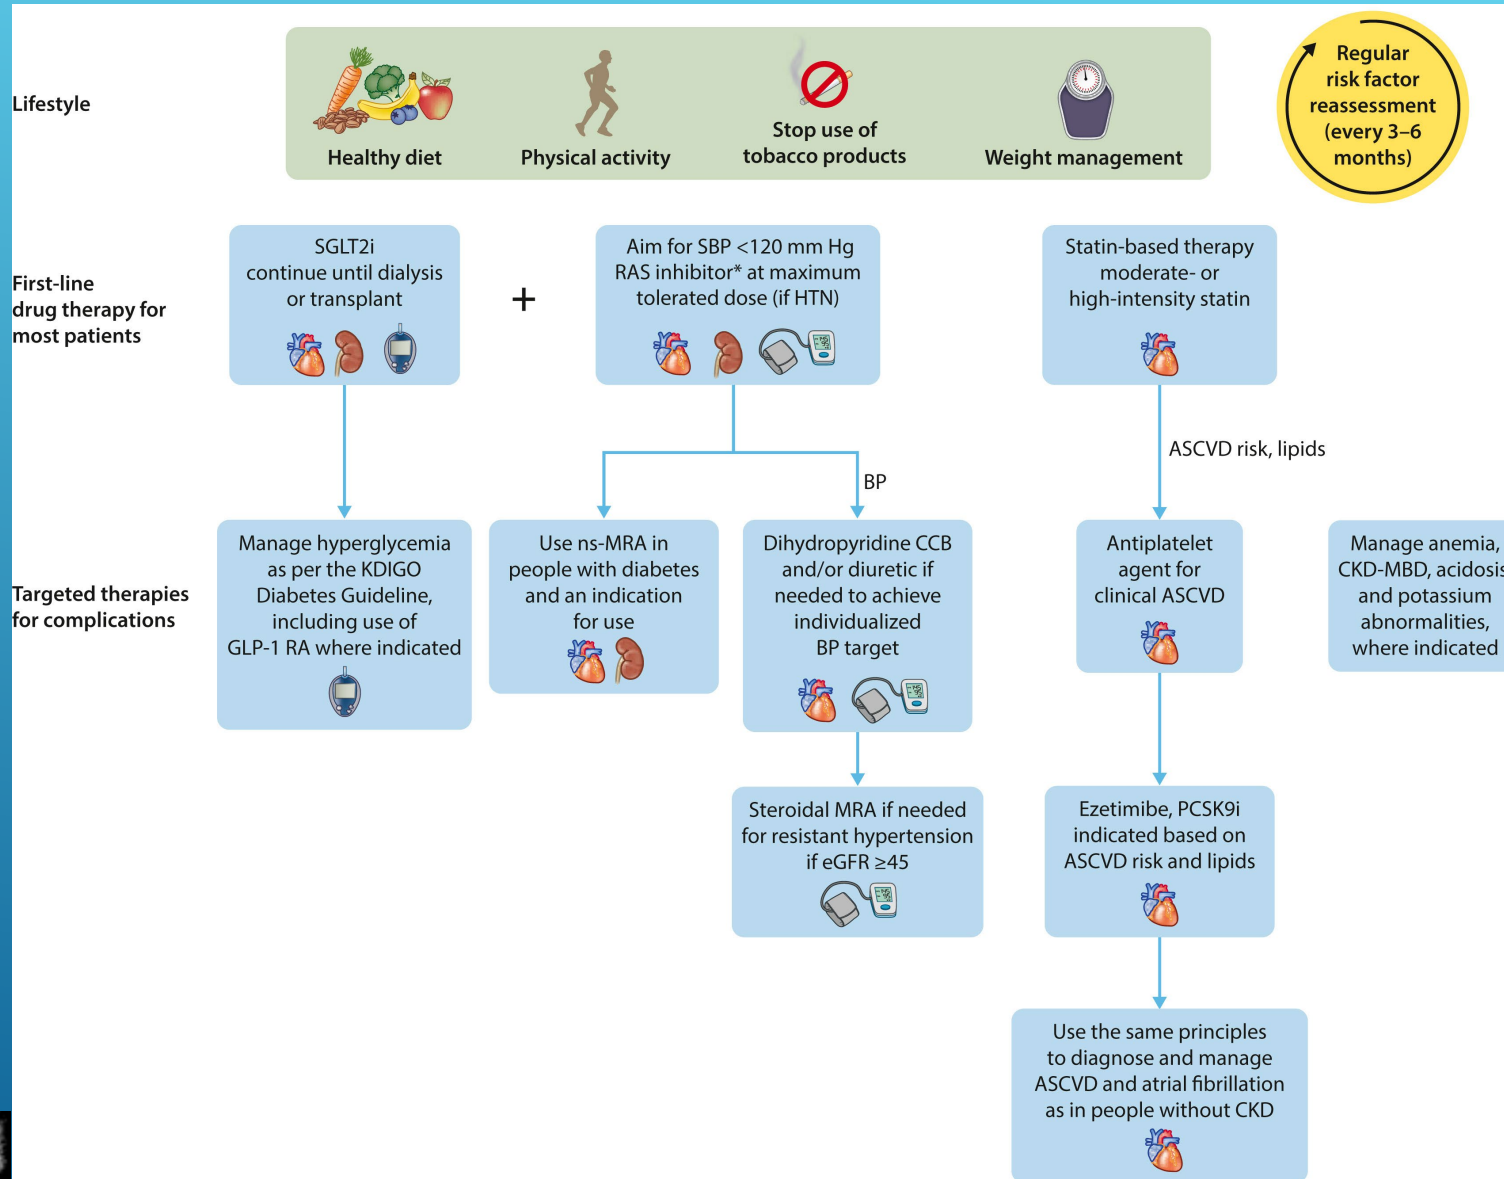 Lifestyle
Healthy diet
Physical activity
Stop use of
tobacco products
Weight management
Regular
risk factor
reassessment
(every 3–6
months)
First-line
drug therapy for
most patients
SGLT2i
continue until dialysis
or transplant
+
Aim for SBP <120 mm Hg
RAS inhibitor* at maximum
tolerated dose (if HTN)
Statin-based therapy
moderate- or
high-intensity statin
ASCVD risk, lipids
BP
Targeted therapies
for complications
Manage hyperglycemia
as per the KDIGO
Diabetes Guideline,
including use of
GLP-1 RA where indicated
Use ns-MRA in
people with diabetes
and an indication
for use
Dihydropyridine CCB
and/or diuretic if
needed to achieve
individualized
BP target
Antiplatelet
agent for
clinical ASCVD
Manage anemia,
CKD-MBD, acidosis
and potassium
abnormalities,
where indicated
Steroidal MRA if needed
for resistant hypertension
if eGFR ≥45
Ezetimibe, PCSK9i
indicated based on
ASCVD risk and lipids
Use the same principles
to diagnose and manage
ASCVD and atrial fibrillation
as in people without CKD